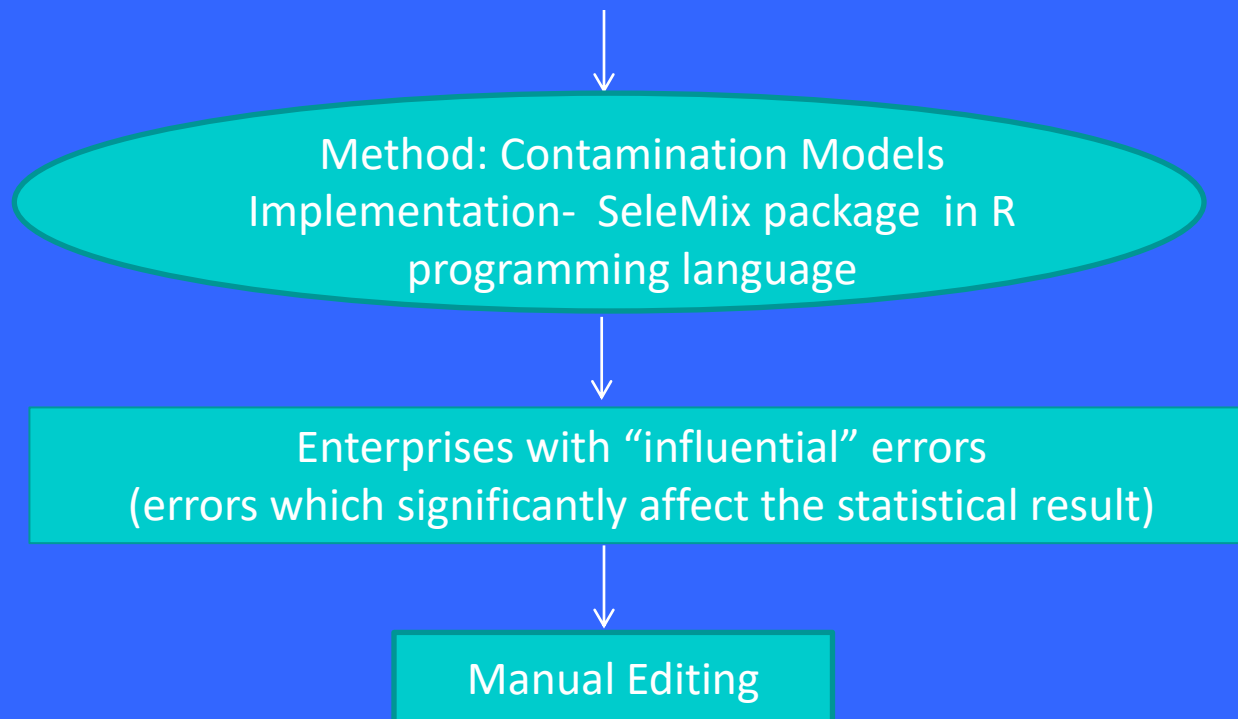 Method: Contamination Models
Implementation- SeleMix package in R
programming language
Enterprises with “influential” errors
(errors which significantly affect the statistical result)
Manual Editing